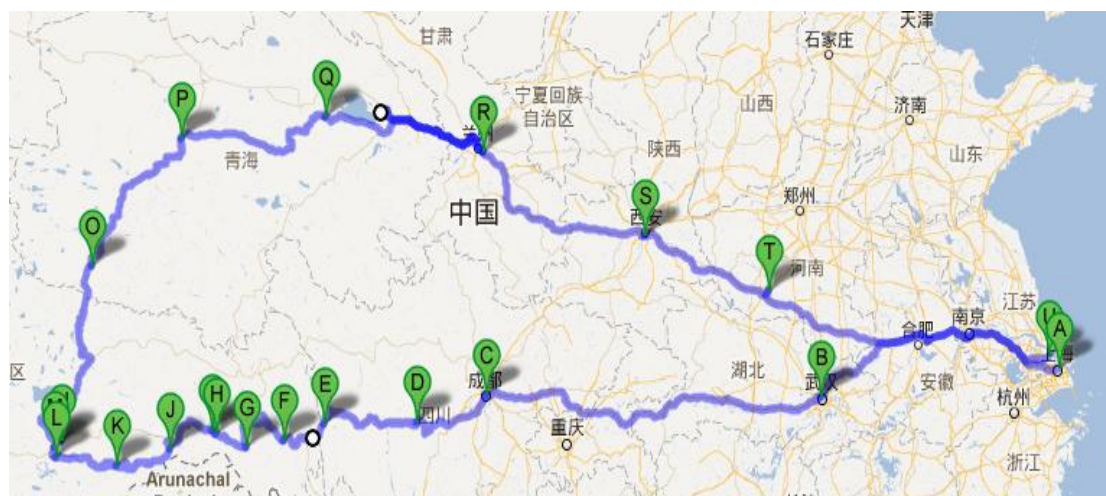 天津
甘肃
石家庄
Q
宁夏回族
自治区
山西
济南
P
R
青海
陕西
山东
S
中国
西安
郑州
O
T
河南
江苏
南京
合肥
U
A
上海
区
C
B
湖北
安徽
成都
武汉
杭州
L
K
J
H
G
F
E
D
四川
重庆
浙江
Arunachal